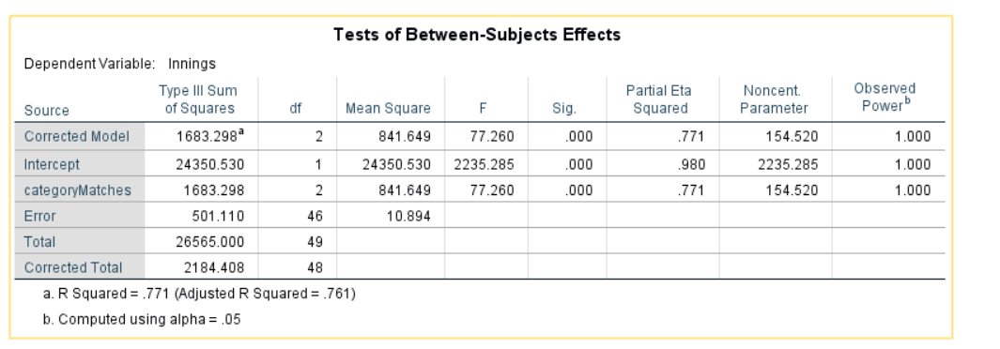 Tests of Between-Subjects Effects
Dependent Variable: Innings
Source Type III Sum of Squares df Mean Square F Sig. Partial Eta Squared Noncent. Parameter Observed Power^b
Corrected Model 1683.298^a 2 841.649 77.260 .000 .771 154.520 1.000
Intercept 24350.530 1 24350.530 2235.285 .000 .980 2235.285 1.000
categoryMatches 1683.298 2 841.649 77.260 .000 .771 154.520 1.000
Error 501.110 46 10.894
Total 26565.000 49
Corrected Total 2184.408 48
a. R Squared = .771 (Adjusted R Squared = .761)
b. Computed using alpha = .05